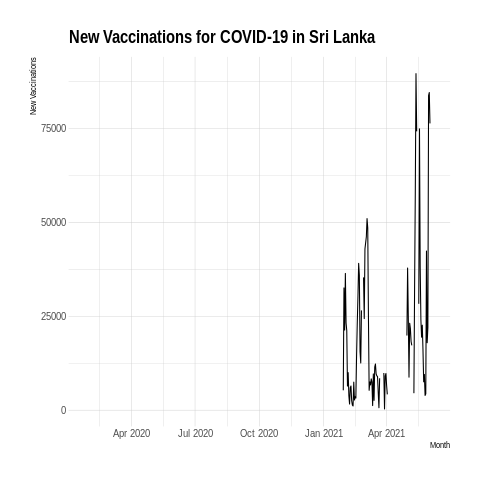 New Vaccinations for COVID-19 in Sri Lanka
New Vaccinations
75000
50000
25000
0
Apr 2020 Jul 2020 Oct 2020 Jan 2021 Apr 2021
Month